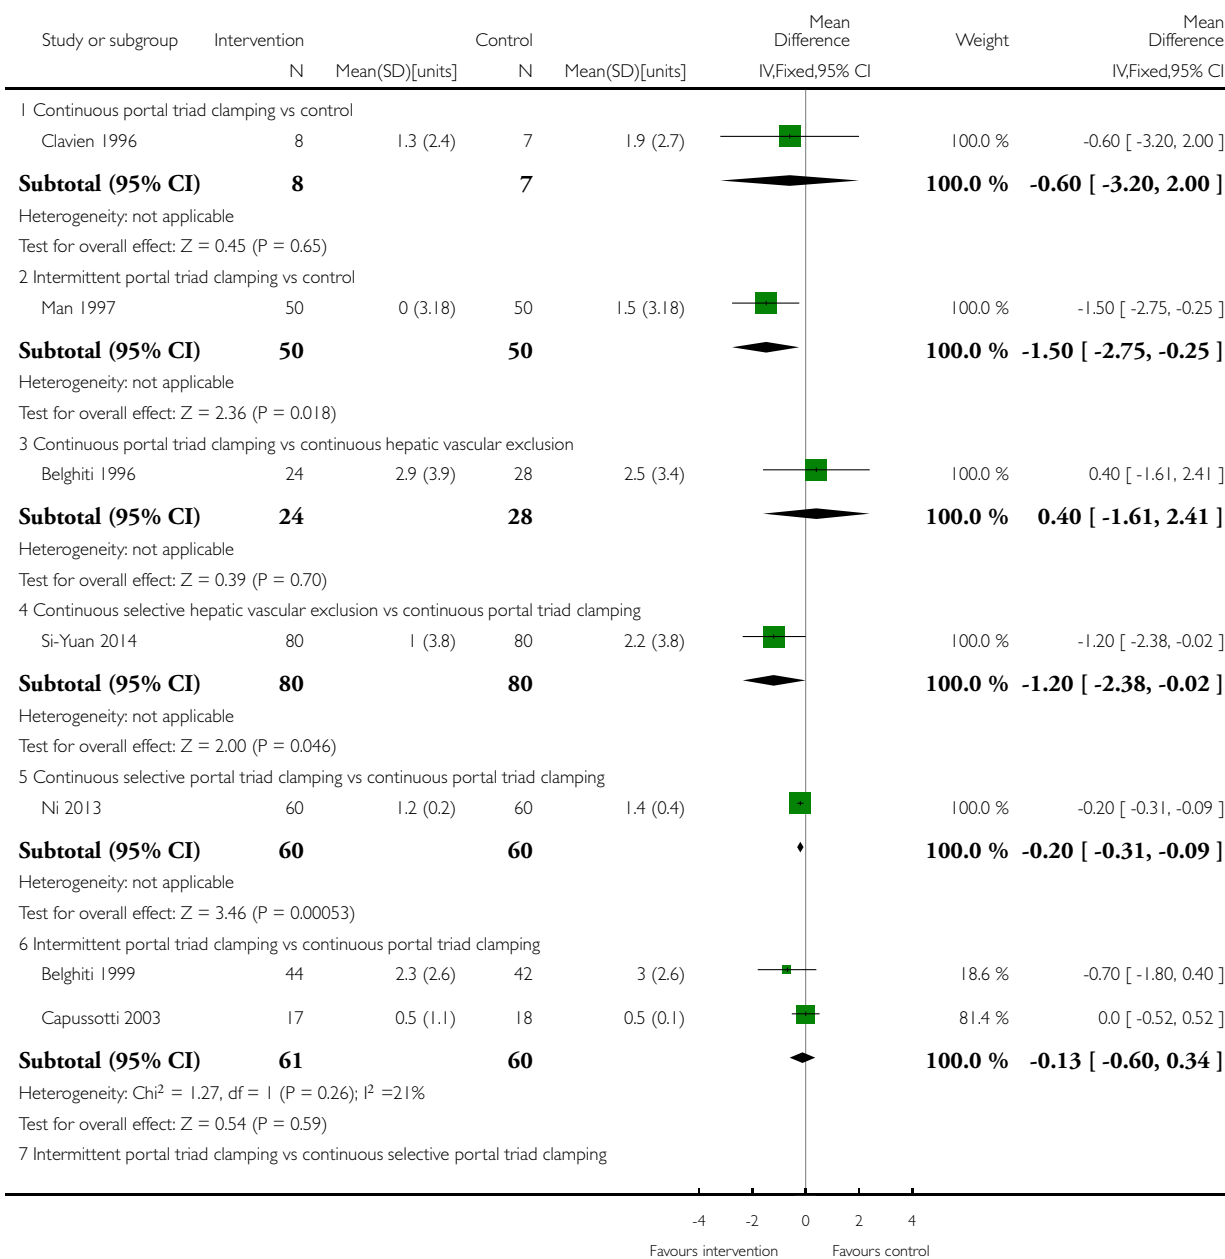 Study or subgroup Intervention Control Mean Difference Weight Mean Difference
N Mean(SD)[units] N Mean(SD)[units] IV,Fixed,95% CI IV,Fixed,95% CI
1 Continuous portal triad clamping vs control
Clavien 1996 8 1.3 (2.4) 7 1.9 (2.7) 100.0 % -0.60 [ -3.20, 2.00 ]
Subtotal (95% CI) 8 7 100.0 % -0.60 [ -3.20, 2.00 ]
Heterogeneity: not applicable
Test for overall effect: Z = 0.45 (P = 0.65)
2 Intermittent portal triad clamping vs control
Man 1997 50 0 (3.18) 50 1.5 (3.18) 100.0 % -1.50 [ -2.75, -0.25 ]
Subtotal (95% CI) 50 50 100.0 % -1.50 [ -2.75, -0.25 ]
Heterogeneity: not applicable
Test for overall effect: Z = 2.36 (P = 0.018)
3 Continuous portal triad clamping vs continuous hepatic vascular exclusion
Belghiti 1996 24 2.9 (3.9) 28 2.5 (3.4) 100.0 % 0.40 [ -1.61, 2.41 ]
Subtotal (95% CI) 24 28 100.0 % 0.40 [ -1.61, 2.41 ]
Heterogeneity: not applicable
Test for overall effect: Z = 0.39 (P = 0.70)
4 Continuous selective hepatic vascular exclusion vs continuous portal triad clamping
Si-Yuan 2014 80 1 (3.8) 80 2.2 (3.8) 100.0 % -1.20 [ -2.38, -0.02 ]
Subtotal (95% CI) 80 80 100.0 % -1.20 [ -2.38, -0.02 ]
Heterogeneity: not applicable
Test for overall effect: Z = 2.00 (P = 0.046)
5 Continuous selective portal triad clamping vs continuous portal triad clamping
Ni 2013 60 1.2 (0.2) 60 1.4 (0.4) 100.0 % -0.20 [ -0.31, -0.09 ]
Subtotal (95% CI) 60 60 100.0 % -0.20 [ -0.31, -0.09 ]
Heterogeneity: not applicable
Test for overall effect: Z = 3.46 (P = 0.00053)
6 Intermittent portal triad clamping vs continuous portal triad clamping
Belghiti 1999 44 2.3 (2.6) 42 3 (2.6) 18.6 % -0.70 [ -1.80, 0.40 ]
Capussotti 2003 17 0.5 (1.1) 18 0.5 (0.1) 81.4 % 0.0 [ -0.52, 0.52 ]
Subtotal (95% CI) 61 60 100.0 % -0.13 [ -0.60, 0.34 ]
Heterogeneity: Chi² = 1.27, df = 1 (P = 0.26); I² =21%
Test for overall effect: Z = 0.54 (P = 0.59)
7 Intermittent portal triad clamping vs continuous selective portal triad clamping
-4 -2 0 2 4
Favours intervention Favours control